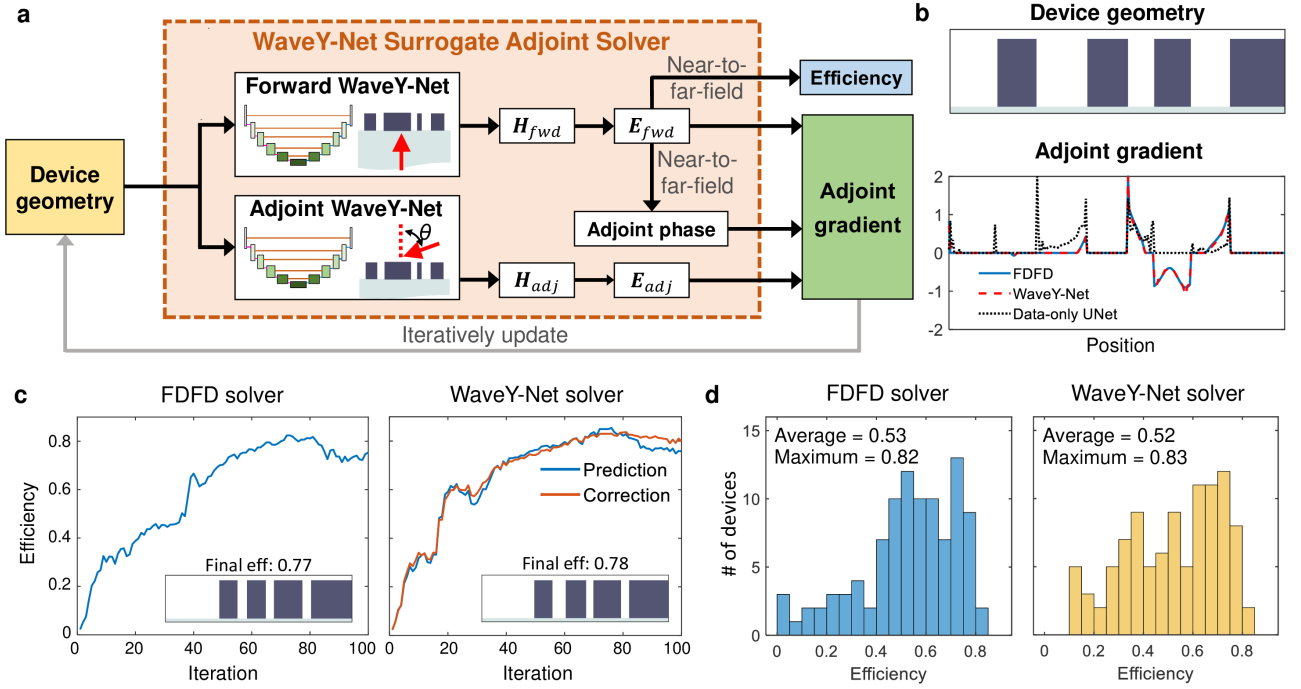 a
WaveY-Net Surrogate Adjoint Solver
Forward WaveY-Net
Adjoint WaveY-Net
θ
Device
geometry
H_fwd
E_fwd
Near-to-
far-field
Near-to-
far-field
Efficiency
Adjoint phase
Adjoint
gradient
H_adj
E_adj
Iteratively update
b
Device geometry
Adjoint gradient
2
1
0
-1
-2
FDFD
WaveY-Net
Data-only UNet
Position
c
FDFD solver
WaveY-Net solver
Efficiency
0.8
0.6
0.4
0.2
0
Final eff: 0.77
0 20 40 60 80 100
Iteration
Prediction
Correction
Final eff: 0.78
0 20 40 60 80 100
Iteration
d
FDFD solver
WaveY-Net solver
# of devices
15
10
5
0
Average = 0.53
Maximum = 0.82
0 0.2 0.4 0.6 0.8
Efficiency
Average = 0.52
Maximum = 0.83
0 0.2 0.4 0.6 0.8
Efficiency